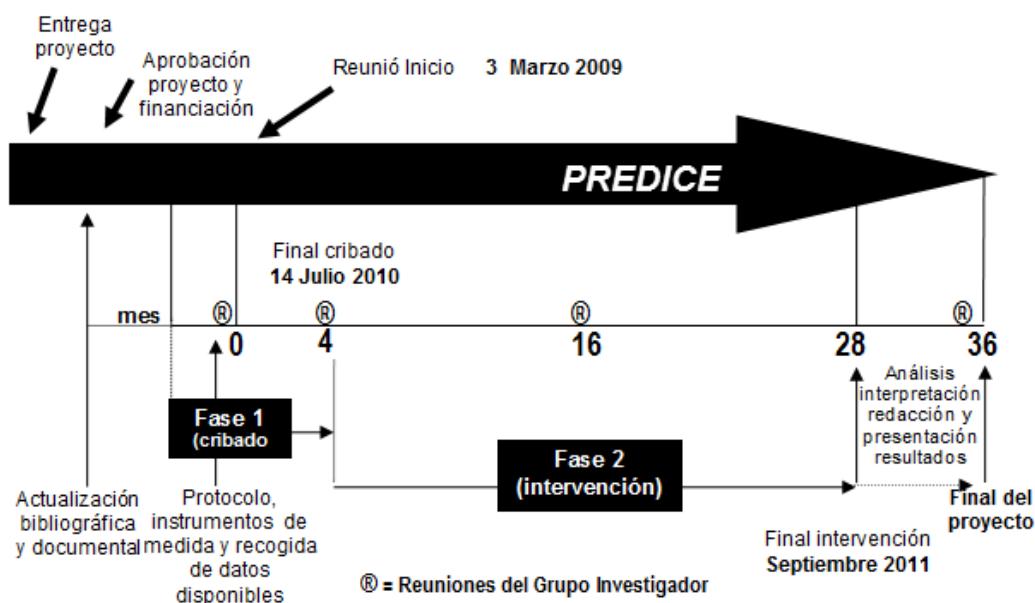 Entrega
proyecto
Aprobación
proyecto y
financiación
Reunió Inicio 3 Marzo 2009
PREDICE
Final cribado
14 Julio 2010
mes
® ® ® ®
0 4 16 28 36
Fase 1
(cribado
Fase 2
(intervención)
Análisis
interpretación
redacción y
presentación
resultados
Actualización
bibliográfica
y documental
Protocolo,
instrumentos de
medida y recogida
de datos
disponibles
Final intervención
Septiembre 2011
Final del
proyecto
® = Reuniones del Grupo Investigador